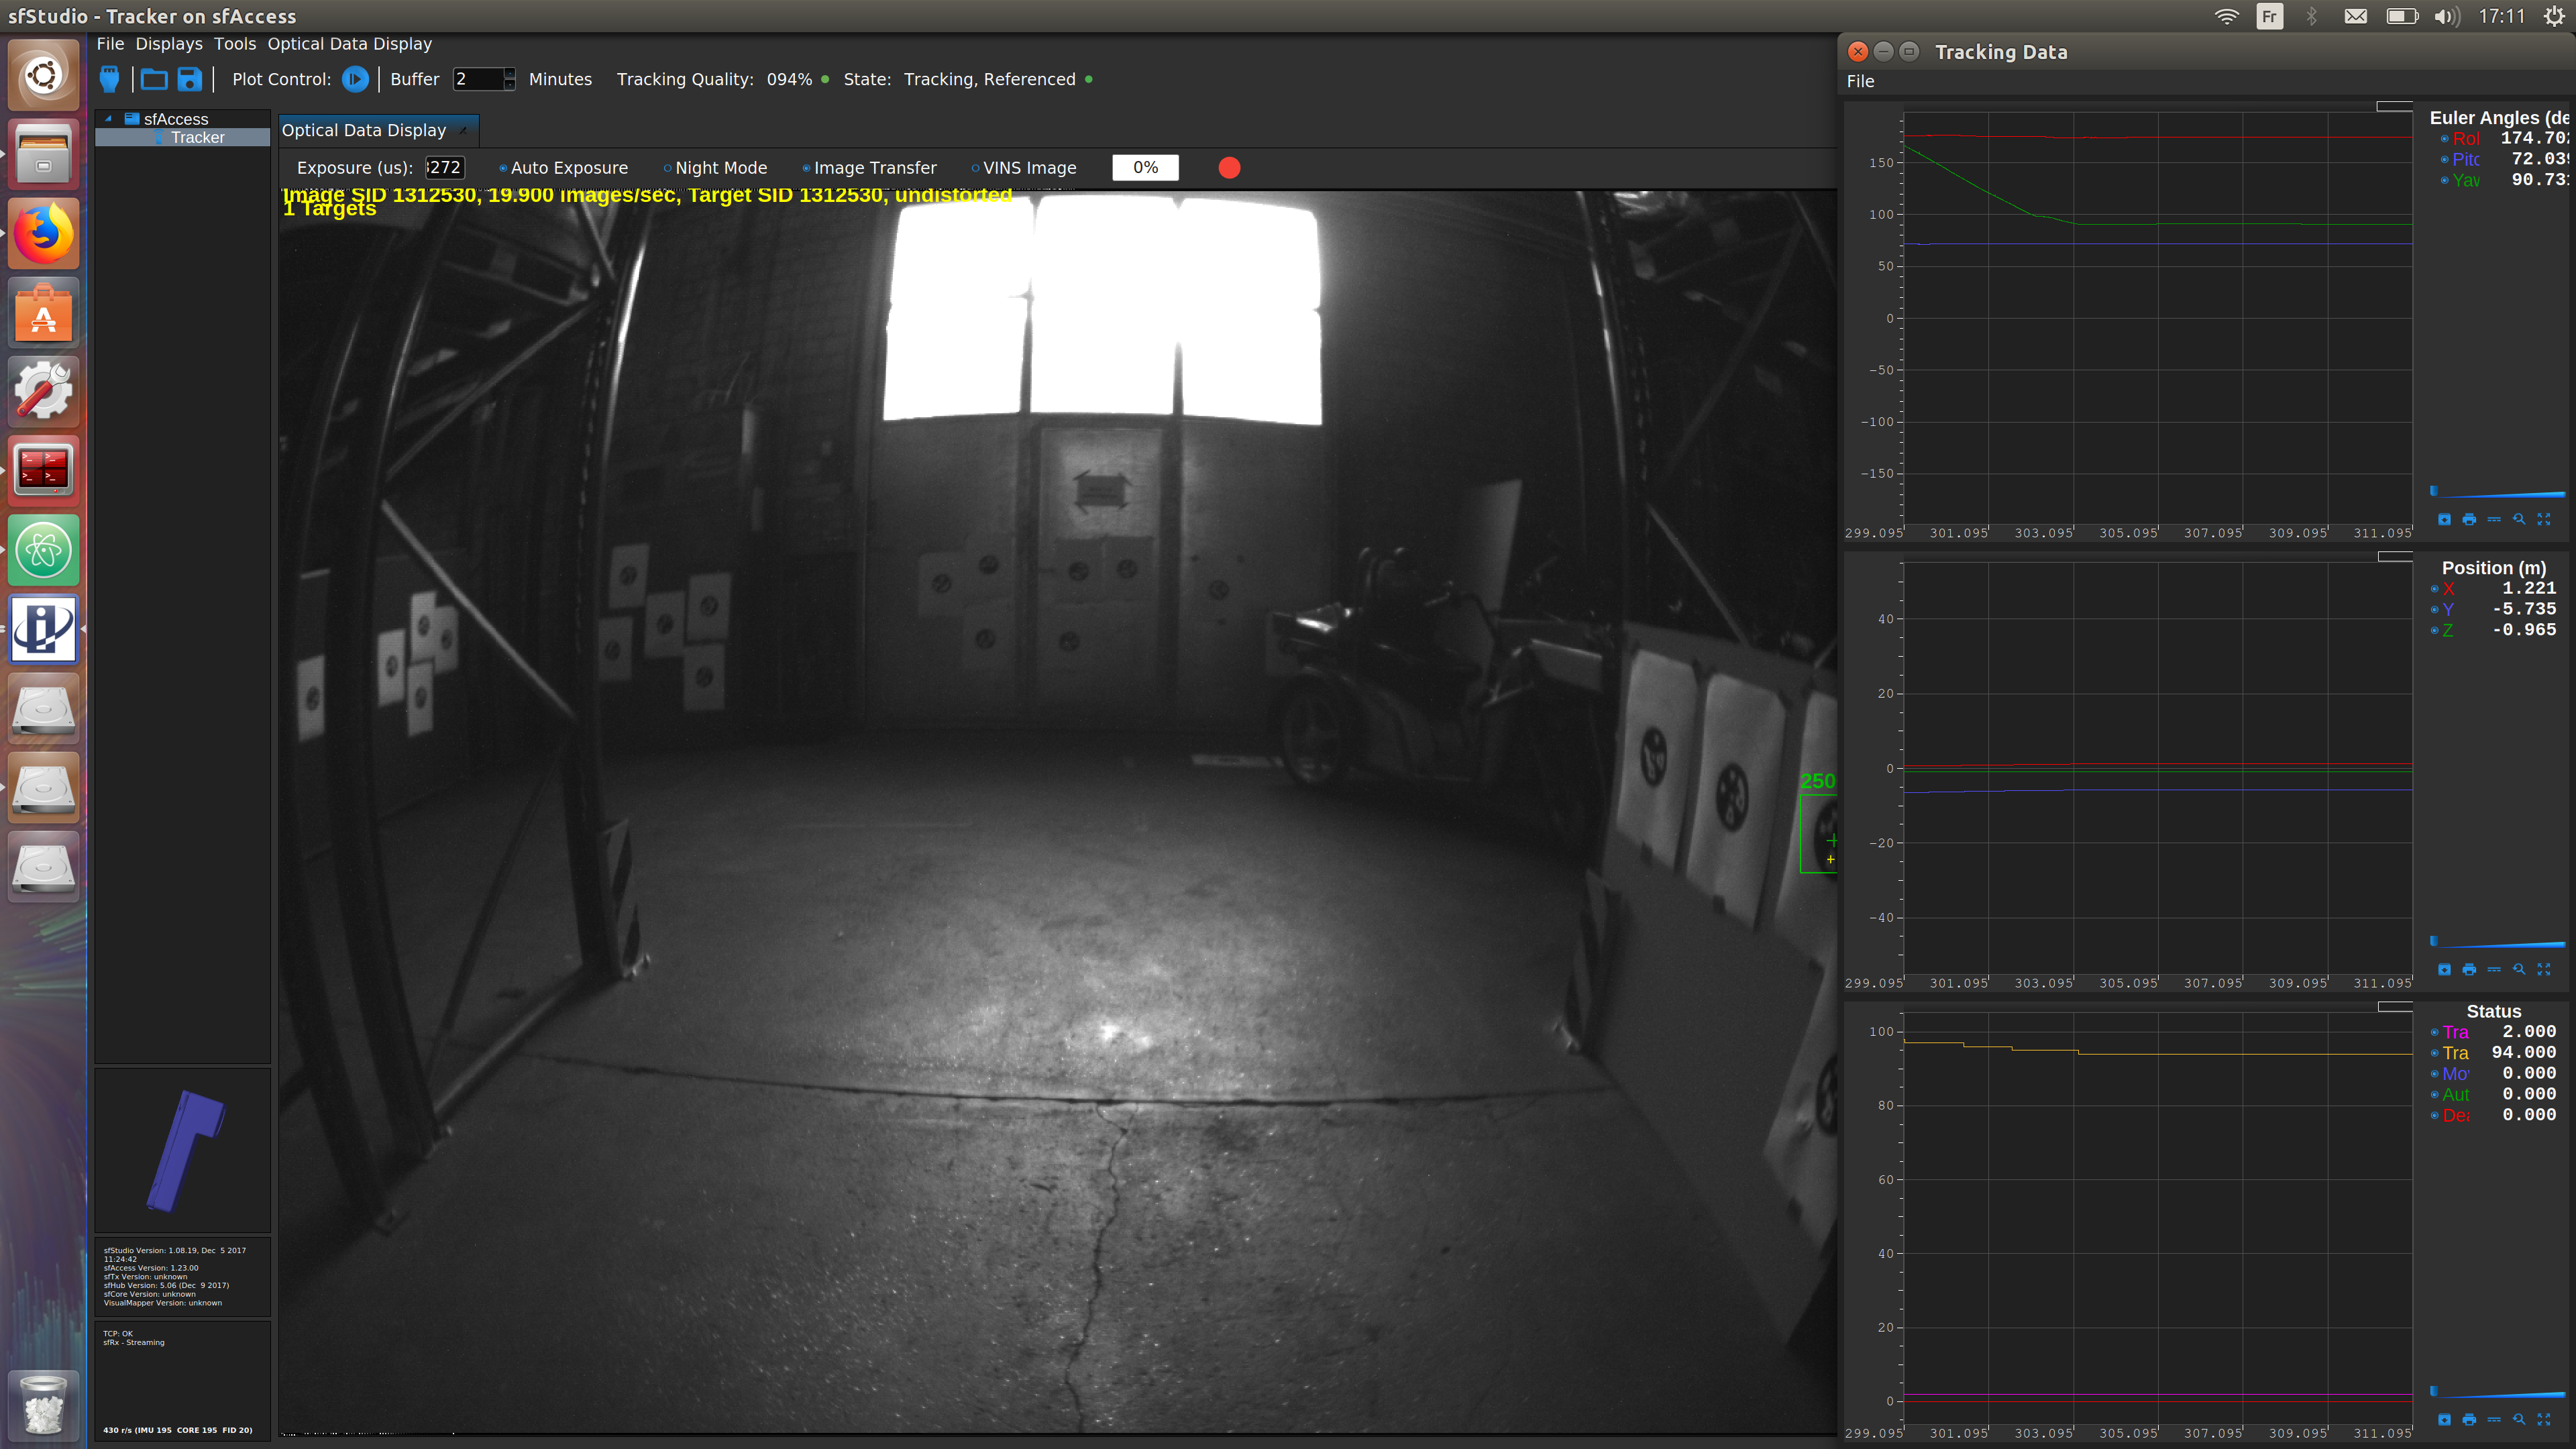 sfStudio - Tracker on sfAccess
Fr
17:11
File Displays Tools Optical Data Display
Plot Control: Buffer 2 Minutes Tracking Quality: 094% State: Tracking, Referenced
sfAccess
Tracker
Optical Data Display
Exposure (us): 272 Auto Exposure Night Mode Image Transfer VINS Image 0%
Image SID 1312530, 19.900 Images/sec, Target SID 1312530, undistorted
1 Targets
250
sfStudio Version: 1.08.19, Dec 5 2017
11:24:42
sfAccess Version: 1.23.00
sfTx Version: unknown
sfHub Version: 5.06 (Dec 9 2017)
sfCore Version: unknown
VisualMapper Version: unknown
TCP: OK
sfRx - Streaming
430 r/s (IMU 195 CORE 195 FID 20)
Tracking Data
File
150
100
50
0
-50
-100
-150
299.095 301.095 303.095 305.095 307.095 309.095 311.095
Euler Angles (de
Rol 174.702
Pitc 72.039
Yaw 90.73
40
20
0
-20
-40
299.095 301.095 303.095 305.095 307.095 309.095 311.095
Position (m)
X 1.221
Y -5.735
Z -0.965
100
80
60
40
20
0
299.095 301.095 303.095 305.095 307.095 309.095 311.095
Status
Tra 2.000
Tra 94.000
Mo 0.000
Aut 0.000
Dea 0.000